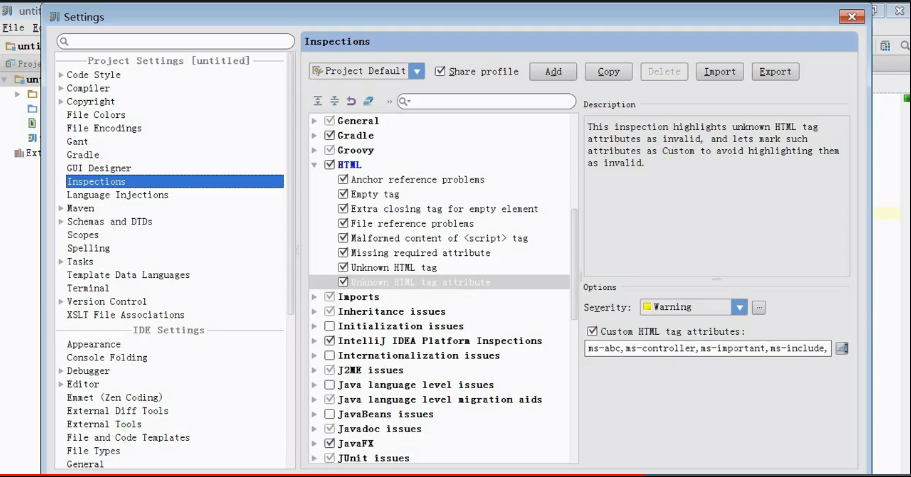 untit
Settings
File
E
unti
Proje
un
Ext
Project Settings [untitled]
Code Style
Compiler
Copyright
File Colors
File Encodings
Gant
Gradle
GUI Designer
Inspections
Language Injections
Maven
Schemas and DTDs
Scopes
Spelling
Tasks
Template Data Languages
Terminal
Version Control
XSLT File Associations
IDE Settings
Appearance
Console Folding
Debugger
Editor
Emmet (Zen Coding)
External Diff Tools
External Tools
File and Code Templates
File Types
General
Inspections
Project Default
Share profile
Add
Copy
Delete
Import
Export
General
Gradle
Groovy
HTML
Anchor reference problems
Empty tag
Extra closing tag for empty element
File reference problems
Malformed content of <script> tag
Missing required attribute
Unknown HTML tag
Unknown HTML tag attribute
Imports
Inheritance issues
Initialization issues
IntelliJ IDEA Platform Inspections
Internationalization issues
J2ME issues
Java language level issues
Java language level migration aids
JavaBeans issues
Javadoc issues
JavaFX
JUnit issues
Description
This inspection highlights unknown HTML tag
attributes as invalid, and lets mark such
attributes as Custom to avoid highlighting them
as invalid.
Options
Severity:
Warning
...
Custom HTML tag attributes:
ms-abc,ms-controller,ms-important,ms-include,